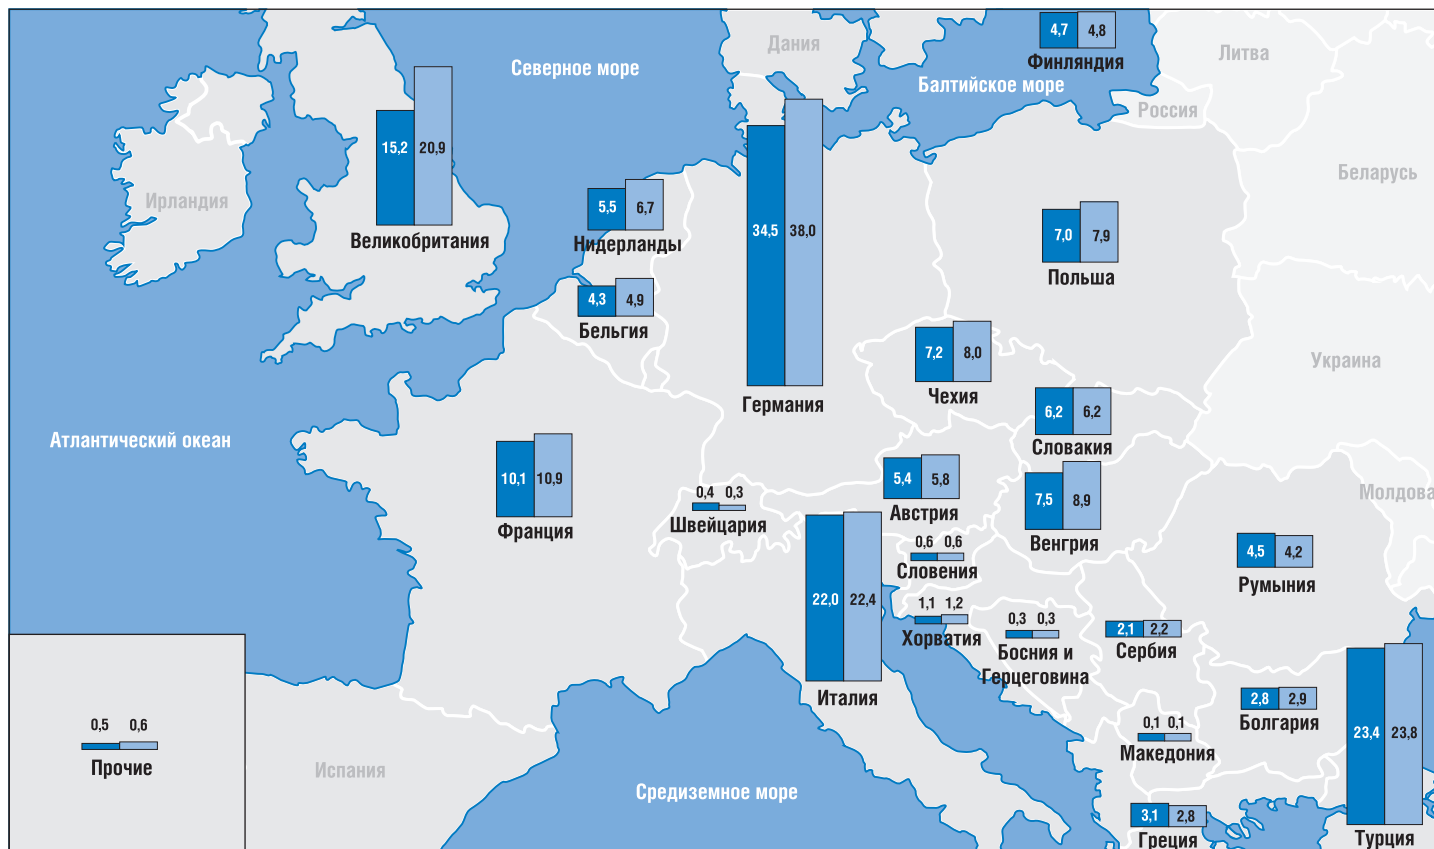 4,7 4,8
Финляндия
Дания
Литва
Северное море
Балтийское море
Россия
15,2 20,9
Великобритания
Беларусь
Ирландия
5,5 6,7
Нидерланды
34,5 38,0
Германия
7,0 7,9
Польша
4,3 4,9
Бельгия
7,2 8,0
Чехия
Украина
6,2 6,2
Словакия
Атлантический океан
10,1 10,9
Франция
0,4 0,3
Швейцария
5,4 5,8
Австрия
7,5 8,9
Венгрия
Молдова
0,6 0,6
Словения
4,5 4,2
Румыния
22,0 22,4
Италия
1,1 1,2
Хорватия
0,3 0,3
Босния и
Герцеговина
2,1 2,2
Сербия
2,8 2,9
Болгария
0,1 0,1
Македония
23,4 23,8
Турция
0,5 0,6
Прочие
Испания
Средиземное море
3,1 2,8
Греция